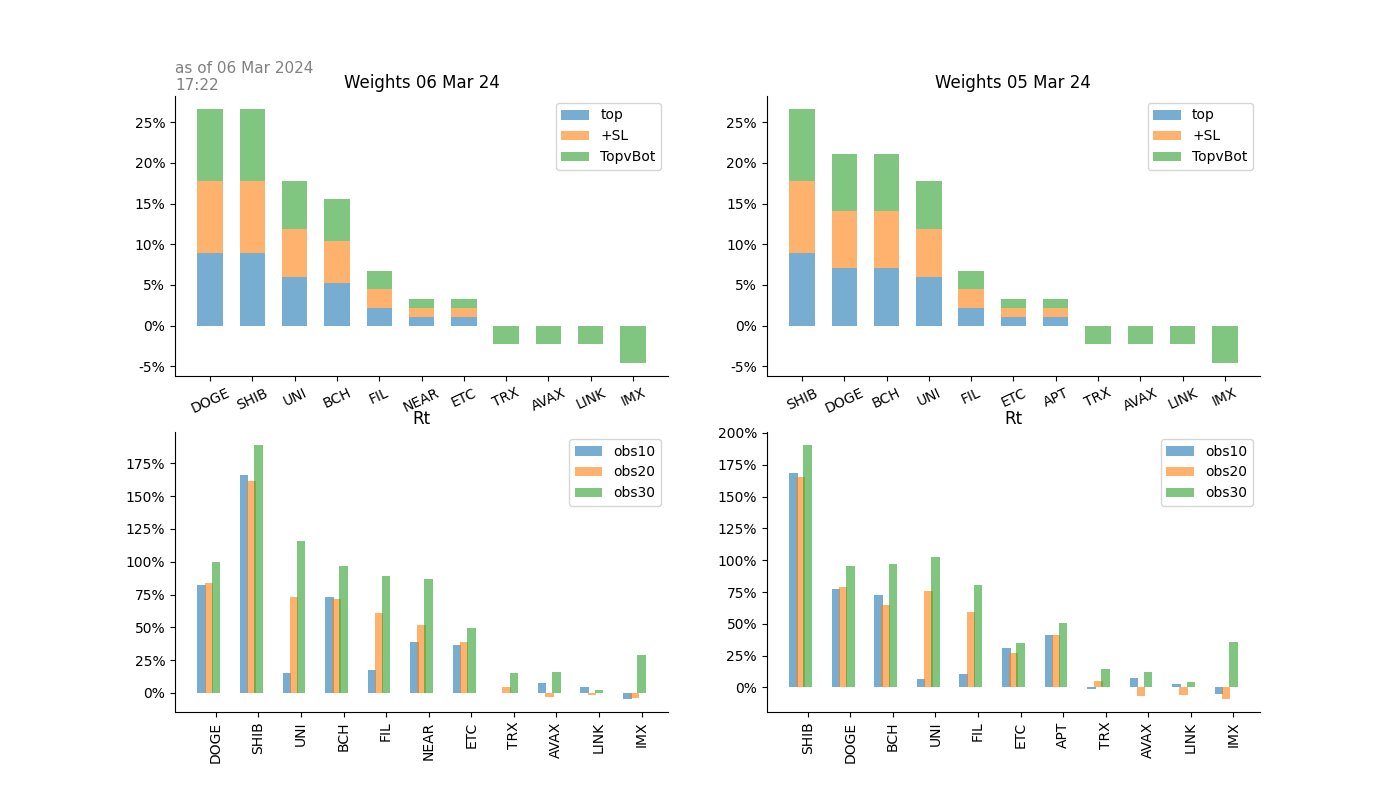 as of 06 Mar 2024
17:22
Weights 06 Mar 24
25%
20%
15%
10%
5%
0%
-5%
top
+SL
TopvBot
DOGE SHIB UNI BCH FIL NEAR ETC TRX AVAX LINK IMX
Weights 05 Mar 24
25%
20%
15%
10%
5%
0%
-5%
top
+SL
TopvBot
SHIB DOGE BCH UNI FIL ETC APT TRX AVAX LINK IMX
Rt
175%
150%
125%
100%
75%
50%
25%
0%
obs10
obs20
obs30
DOGE SHIB UNI BCH FIL NEAR ETC TRX AVAX LINK IMX
Rt
200%
175%
150%
125%
100%
75%
50%
25%
0%
obs10
obs20
obs30
SHIB DOGE BCH UNI FIL ETC APT TRX AVAX LINK IMX